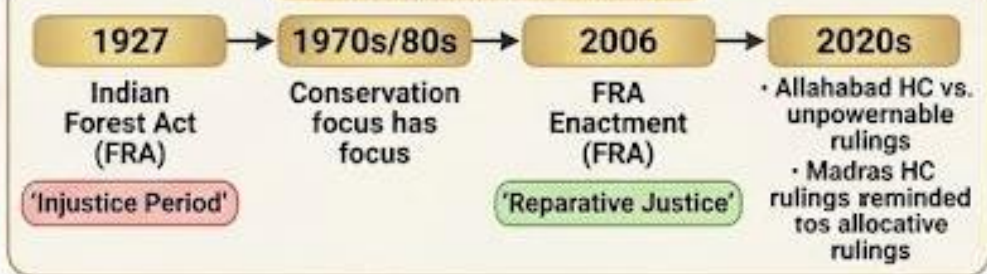 1927
Indian
Forest Act
(FRA)
'Injustice Period'
1970s/80s
Conservation
focus has
focus
2006
FRA
Enactment
(FRA)
'Reparative Justice'
2020s
· Allahabad HC vs.
unpowernable
rulings
· Madras HC
rulings reminded
tos allocative
rulings